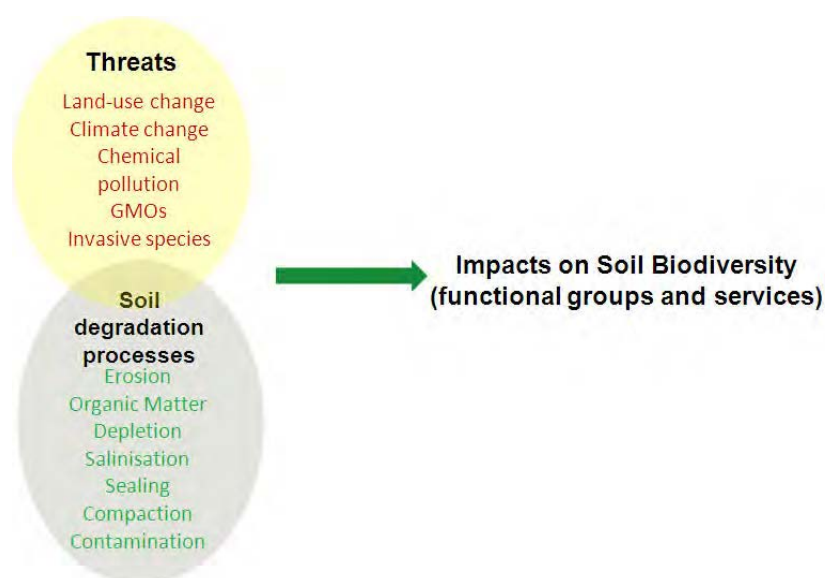 Threats
Land-use change
Climate change
Chemical
pollution
GMOs
Invasive species
Soil
degradation
processes
Erosion
Organic Matter
Depletion
Salinisation
Sealing
Compaction
Contamination
Impacts on Soil Biodiversity
(functional groups and services)